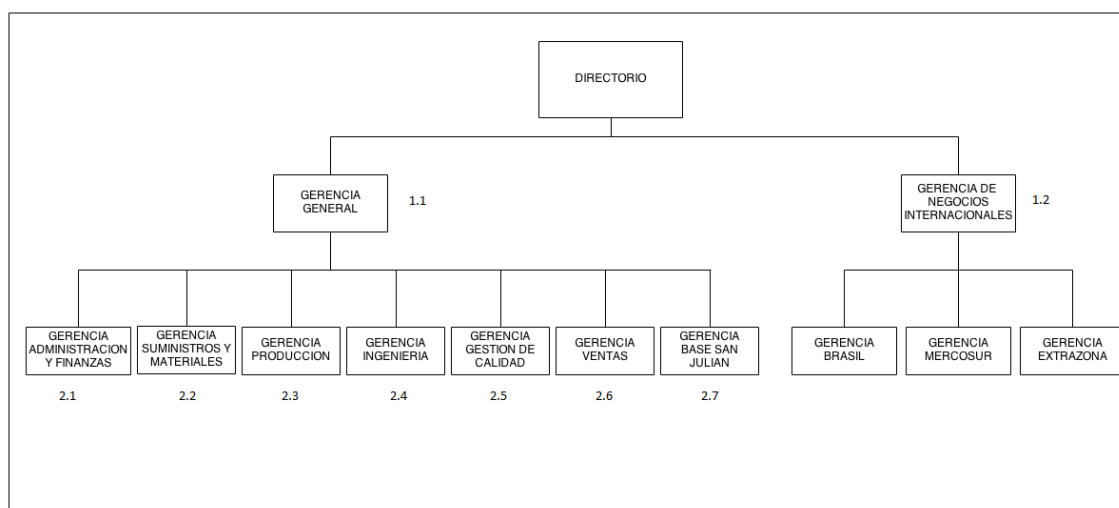 DIRECTORIO
GERENCIA
GENERAL
1.1
GERENCIA DE
NEGOCIOS
INTERNACIONALES
1.2
GERENCIA
ADMINISTRACION
Y FINANZAS
GERENCIA
SUMINISTROS Y
MATERIALES
GERENCIA
PRODUCCION
GERENCIA
INGENIERIA
GERENCIA
GESTION DE
CALIDAD
GERENCIA
VENTAS
GERENCIA
BASE SAN
JULIAN
GERENCIA
BRASIL
GERENCIA
MERCOSUR
GERENCIA
EXTRAZONA
2.1
2.2
2.3
2.4
2.5
2.6
2.7